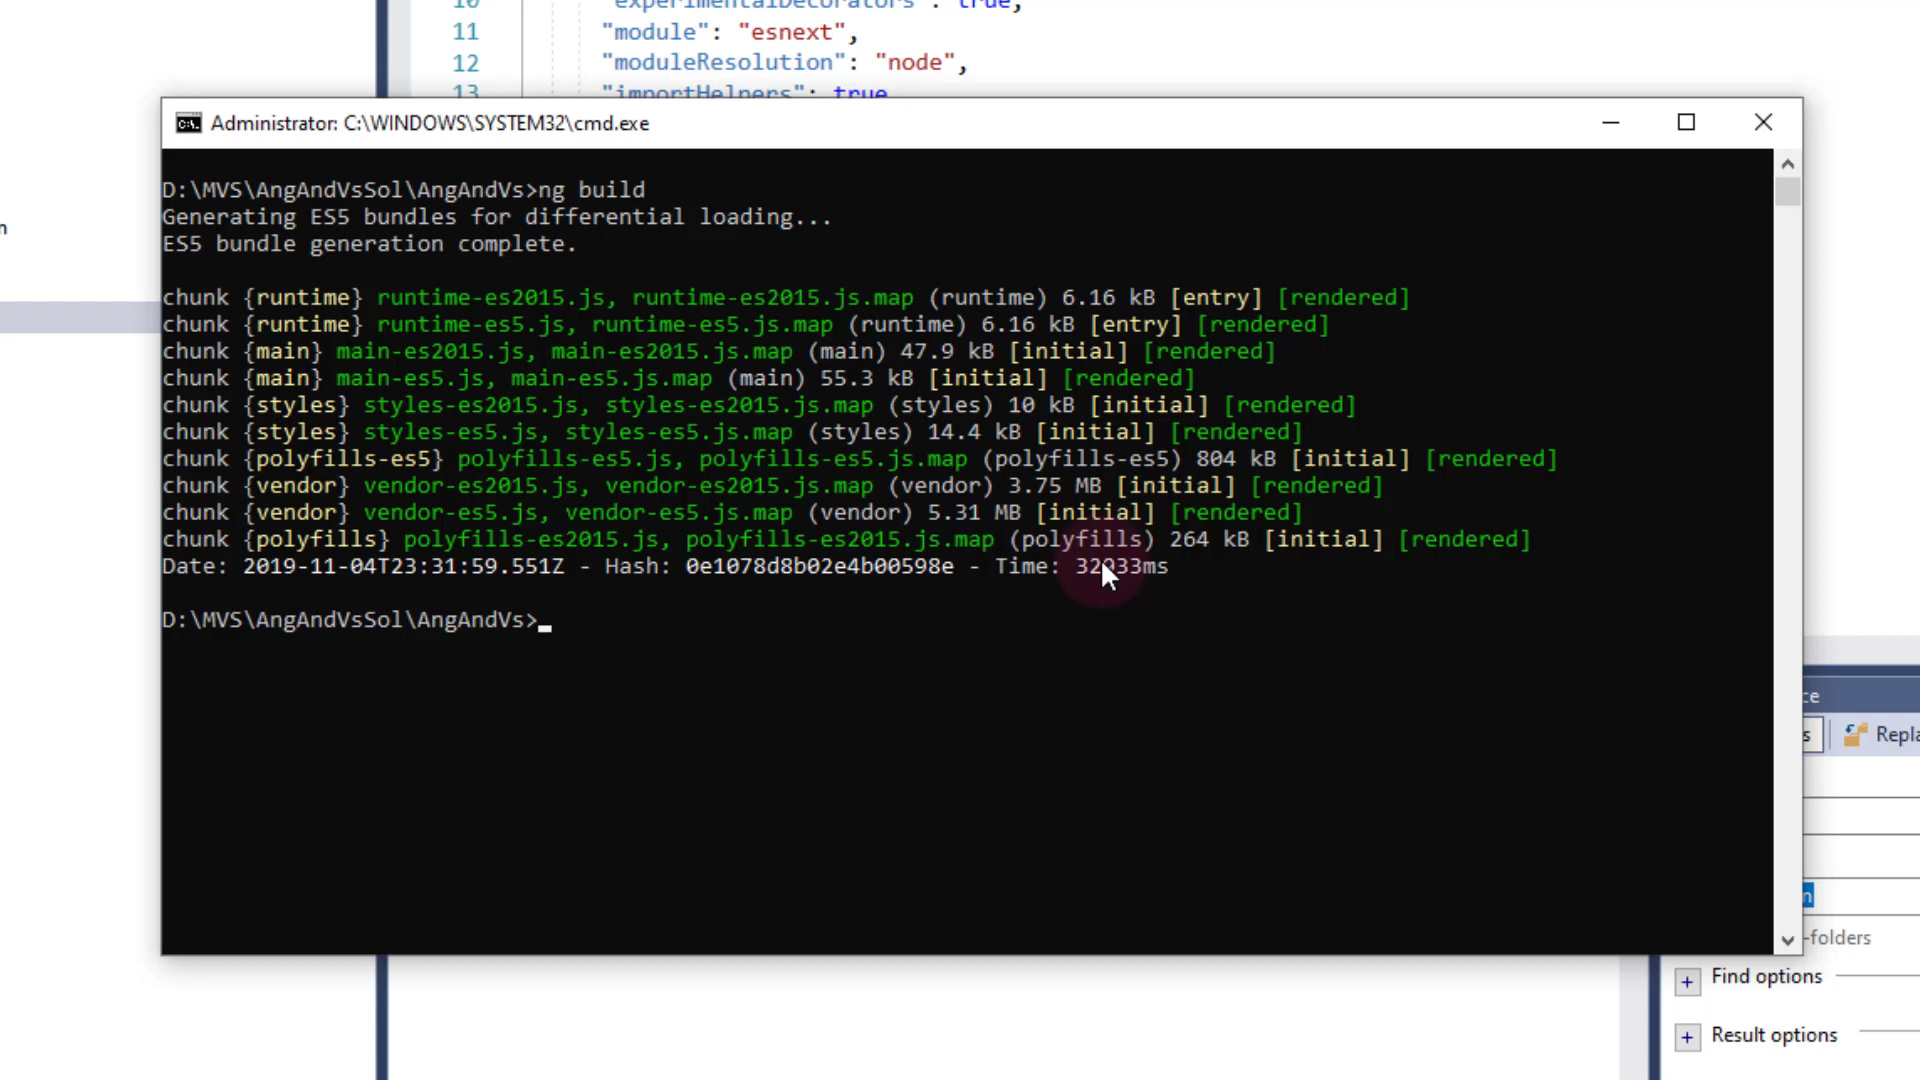 10 "experimentalDecorators": true,
11 "module": "esnext",
12 "moduleResolution": "node",
13 "importHelpers": true
Administrator: C:\WINDOWS\SYSTEM32\cmd.exe
D:\MVS\AngAndVsSol\AngAndVs>ng build
Generating ES5 bundles for differential loading...
ES5 bundle generation complete.
chunk {runtime} runtime-es2015.js, runtime-es2015.js.map (runtime) 6.16 kB [entry] [rendered]
chunk {runtime} runtime-es5.js, runtime-es5.js.map (runtime) 6.16 kB [entry] [rendered]
chunk {main} main-es2015.js, main-es2015.js.map (main) 47.9 kB [initial] [rendered]
chunk {main} main-es5.js, main-es5.js.map (main) 55.3 kB [initial] [rendered]
chunk {styles} styles-es2015.js, styles-es2015.js.map (styles) 10 kB [initial] [rendered]
chunk {styles} styles-es5.js, styles-es5.js.map (styles) 14.4 kB [initial] [rendered]
chunk {polyfills-es5} polyfills-es5.js, polyfills-es5.js.map (polyfills-es5) 804 kB [initial] [rendered]
chunk {vendor} vendor-es2015.js, vendor-es2015.js.map (vendor) 3.75 MB [initial] [rendered]
chunk {vendor} vendor-es5.js, vendor-es5.js.map (vendor) 5.31 MB [initial] [rendered]
chunk {polyfills} polyfills-es2015.js, polyfills-es2015.js.map (polyfills) 264 kB [initial] [rendered]
Date: 2019-11-04T23:31:59.551Z - Hash: 0e1078d8b02e4b00598e - Time:
D:\MVS\AngAndVsSol\AngAndVs>
ce
s
Repla
n
-folders
Find options
Result options